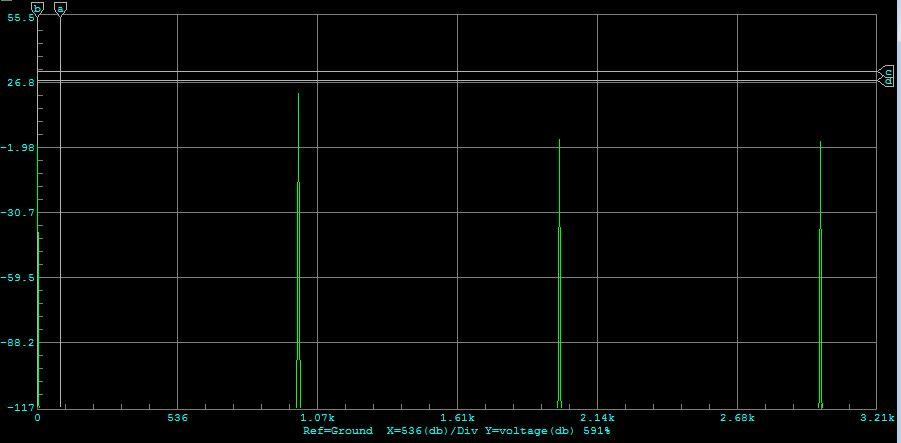 b a
55.5
26.8
-1.98
-30.7
-59.5
-88.2
-117
0 536 1.07k 1.61k 2.14k 2.68k 3.21k
Ref=Ground X=536(db)/Div Y=voltage(db) 591%